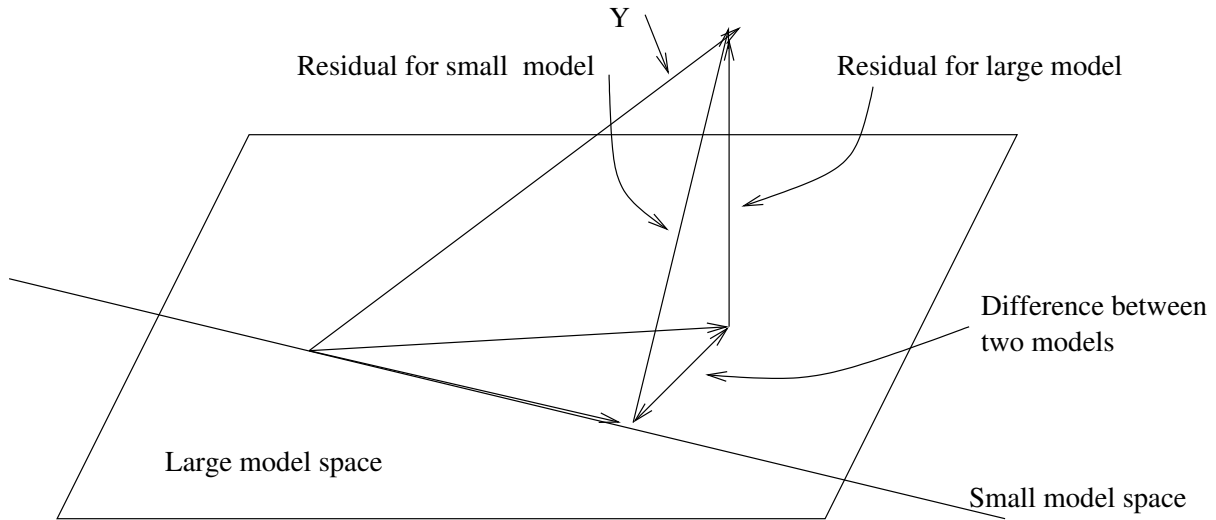 Y
Residual for small model
Residual for large model
Difference between
two models
Large model space
Small model space